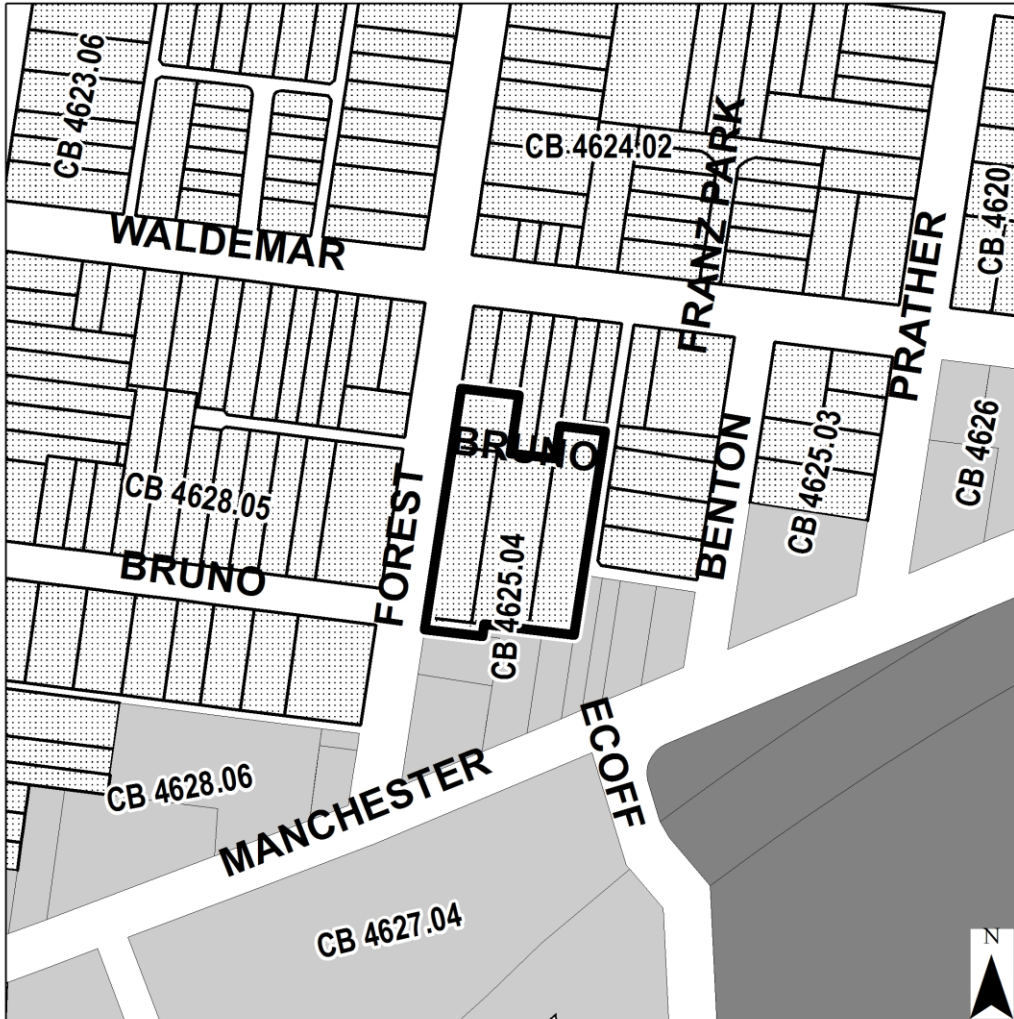 CB 4623.06
CB 4624.02
FRANZ PARK
CB 4620
WALDEMAR
PRATHER
CB 4626
BRUNO
CB 4625.03
BENTON
FOREST
CB 4628.05
BRUNO
CB 4625.04
ECOFF
CB 4628.06
MANCHESTER
CB 4627.04
N